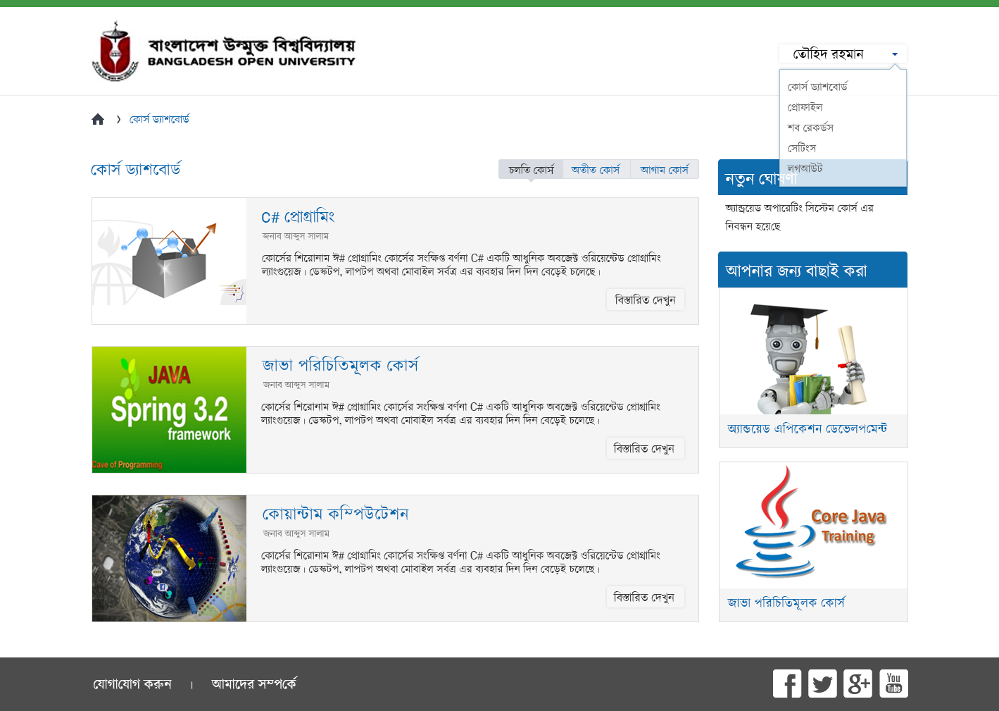 বাংলাদেশ উন্মুক্ত বিশ্ববিদ্যালয়
BANGLADESH OPEN UNIVERSITY
তৌহিদ রহমান
কোর্স ড্যাশবোর্ড
প্রোফাইল
শব রেকর্ডস
সেটিংস
লগআউট
কোর্স ড্যাশবোর্ড
কোর্স ড্যাশবোর্ড
চলতি কোর্স
অতীত কোর্স
আগাম কোর্স
C# প্রোগ্রামিং
জনাব আব্দুস সালাম
কোর্সের শিরোনাম ঈ# প্রোগ্রামিং কোর্সের সংক্ষিপ্ত বর্ণনা C# একটি আধুনিক অবজেক্ট ওরিয়েন্টেড প্রোগ্রামিং
ল্যাংগুয়েজ। ডেস্কটপ, লাপটপ অথবা মোবাইল সর্বত্র এর ব্যবহার দিন দিন বেড়েই চলেছে।
বিস্তারিত দেখুন
JAVA
Spring 3.2
framework
Cave of Programming
জাভা পরিচিতিমূলক কোর্স
জনাব আব্দুস সালাম
কোর্সের শিরোনাম ঈ# প্রোগ্রামিং কোর্সের সংক্ষিপ্ত বর্ণনা C# একটি আধুনিক অবজেক্ট ওরিয়েন্টেড প্রোগ্রামিং
ল্যাংগুয়েজ। ডেস্কটপ, লাপটপ অথবা মোবাইল সর্বত্র এর ব্যবহার দিন দিন বেড়েই চলেছে।
বিস্তারিত দেখুন
কোয়ান্টাম কম্পিউটেশন
জনাব আব্দুস সালাম
কোর্সের শিরোনাম ঈ# প্রোগ্রামিং কোর্সের সংক্ষিপ্ত বর্ণনা C# একটি আধুনিক অবজেক্ট ওরিয়েন্টেড প্রোগ্রামিং
ল্যাংগুয়েজ। ডেস্কটপ, লাপটপ অথবা মোবাইল সর্বত্র এর ব্যবহার দিন দিন বেড়েই চলেছে।
বিস্তারিত দেখুন
নতুন ঘোষণা
অ্যান্ড্রয়েড অপারেটিং সিস্টেম কোর্স এর
নিবন্ধন হয়েছে
আপনার জন্য বাছাই করা
অ্যান্ডয়েড এপিকেশন ডেভেলপমেন্ট
Core Java
Training
জাভা পরিচিতিমূলক কোর্স
যোগাযোগ করুন | আমাদের সম্পর্কে
You
Tube